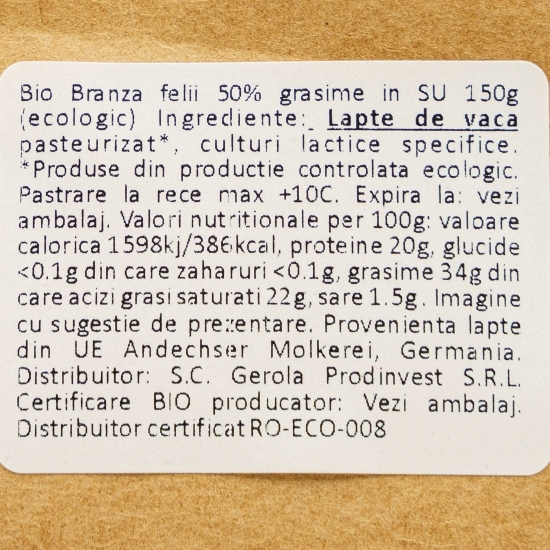 Bio Branza felii 50% grasime in SU 150g
(ecologic) Ingrediente: Lapte de vaca
pasteurizat*, culturi lactice specifice.
*Produse din productie controlata ecologic.
Pastrare la rece max +10C. Expira la: vezi
ambalaj. Valori nutritionale per 100g: valoare
calorica 1598kj/386kcal, proteine 20g, glucide
<0.1g din care zaharuri <0.1g, grasime 34g din
care acizi grasi saturati 22g, sare 1.5g. Imagine
cu sugestie de prezentare. Provenienta lapte
din UE Andechser Molkerei, Germania.
Distribuitor: S.C. Gerola Prodinvest S.R.L.
Certificare BIO producator: Vezi ambalaj.
Distribuitor certificat RO-ECO-008